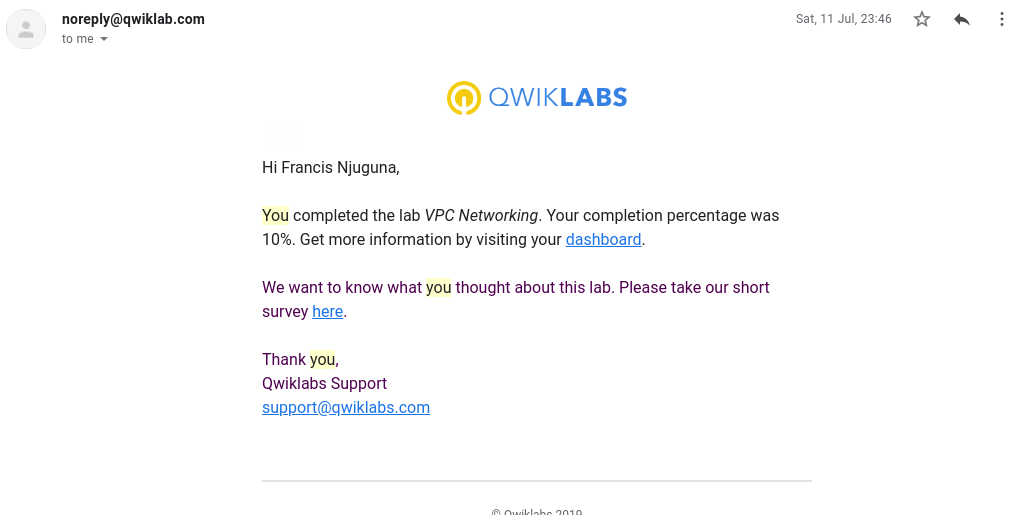 noreply@qwiklab.com
Sat, 11 Jul, 23:46
to me
QWIKLABS
Hi Francis Njuguna,
You completed the lab VPC Networking. Your completion percentage was
10%. Get more information by visiting your dashboard.
We want to know what you thought about this lab. Please take our short
survey here.
Thank you,
Qwiklabs Support
support@qwiklabs.com
© Qwiklabs 2019